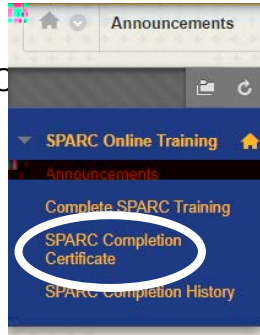 Announcements
SPARC Online Training
Announcements
Complete SPARC Training
SPARC Completion
Certificate
SPARC Completion History